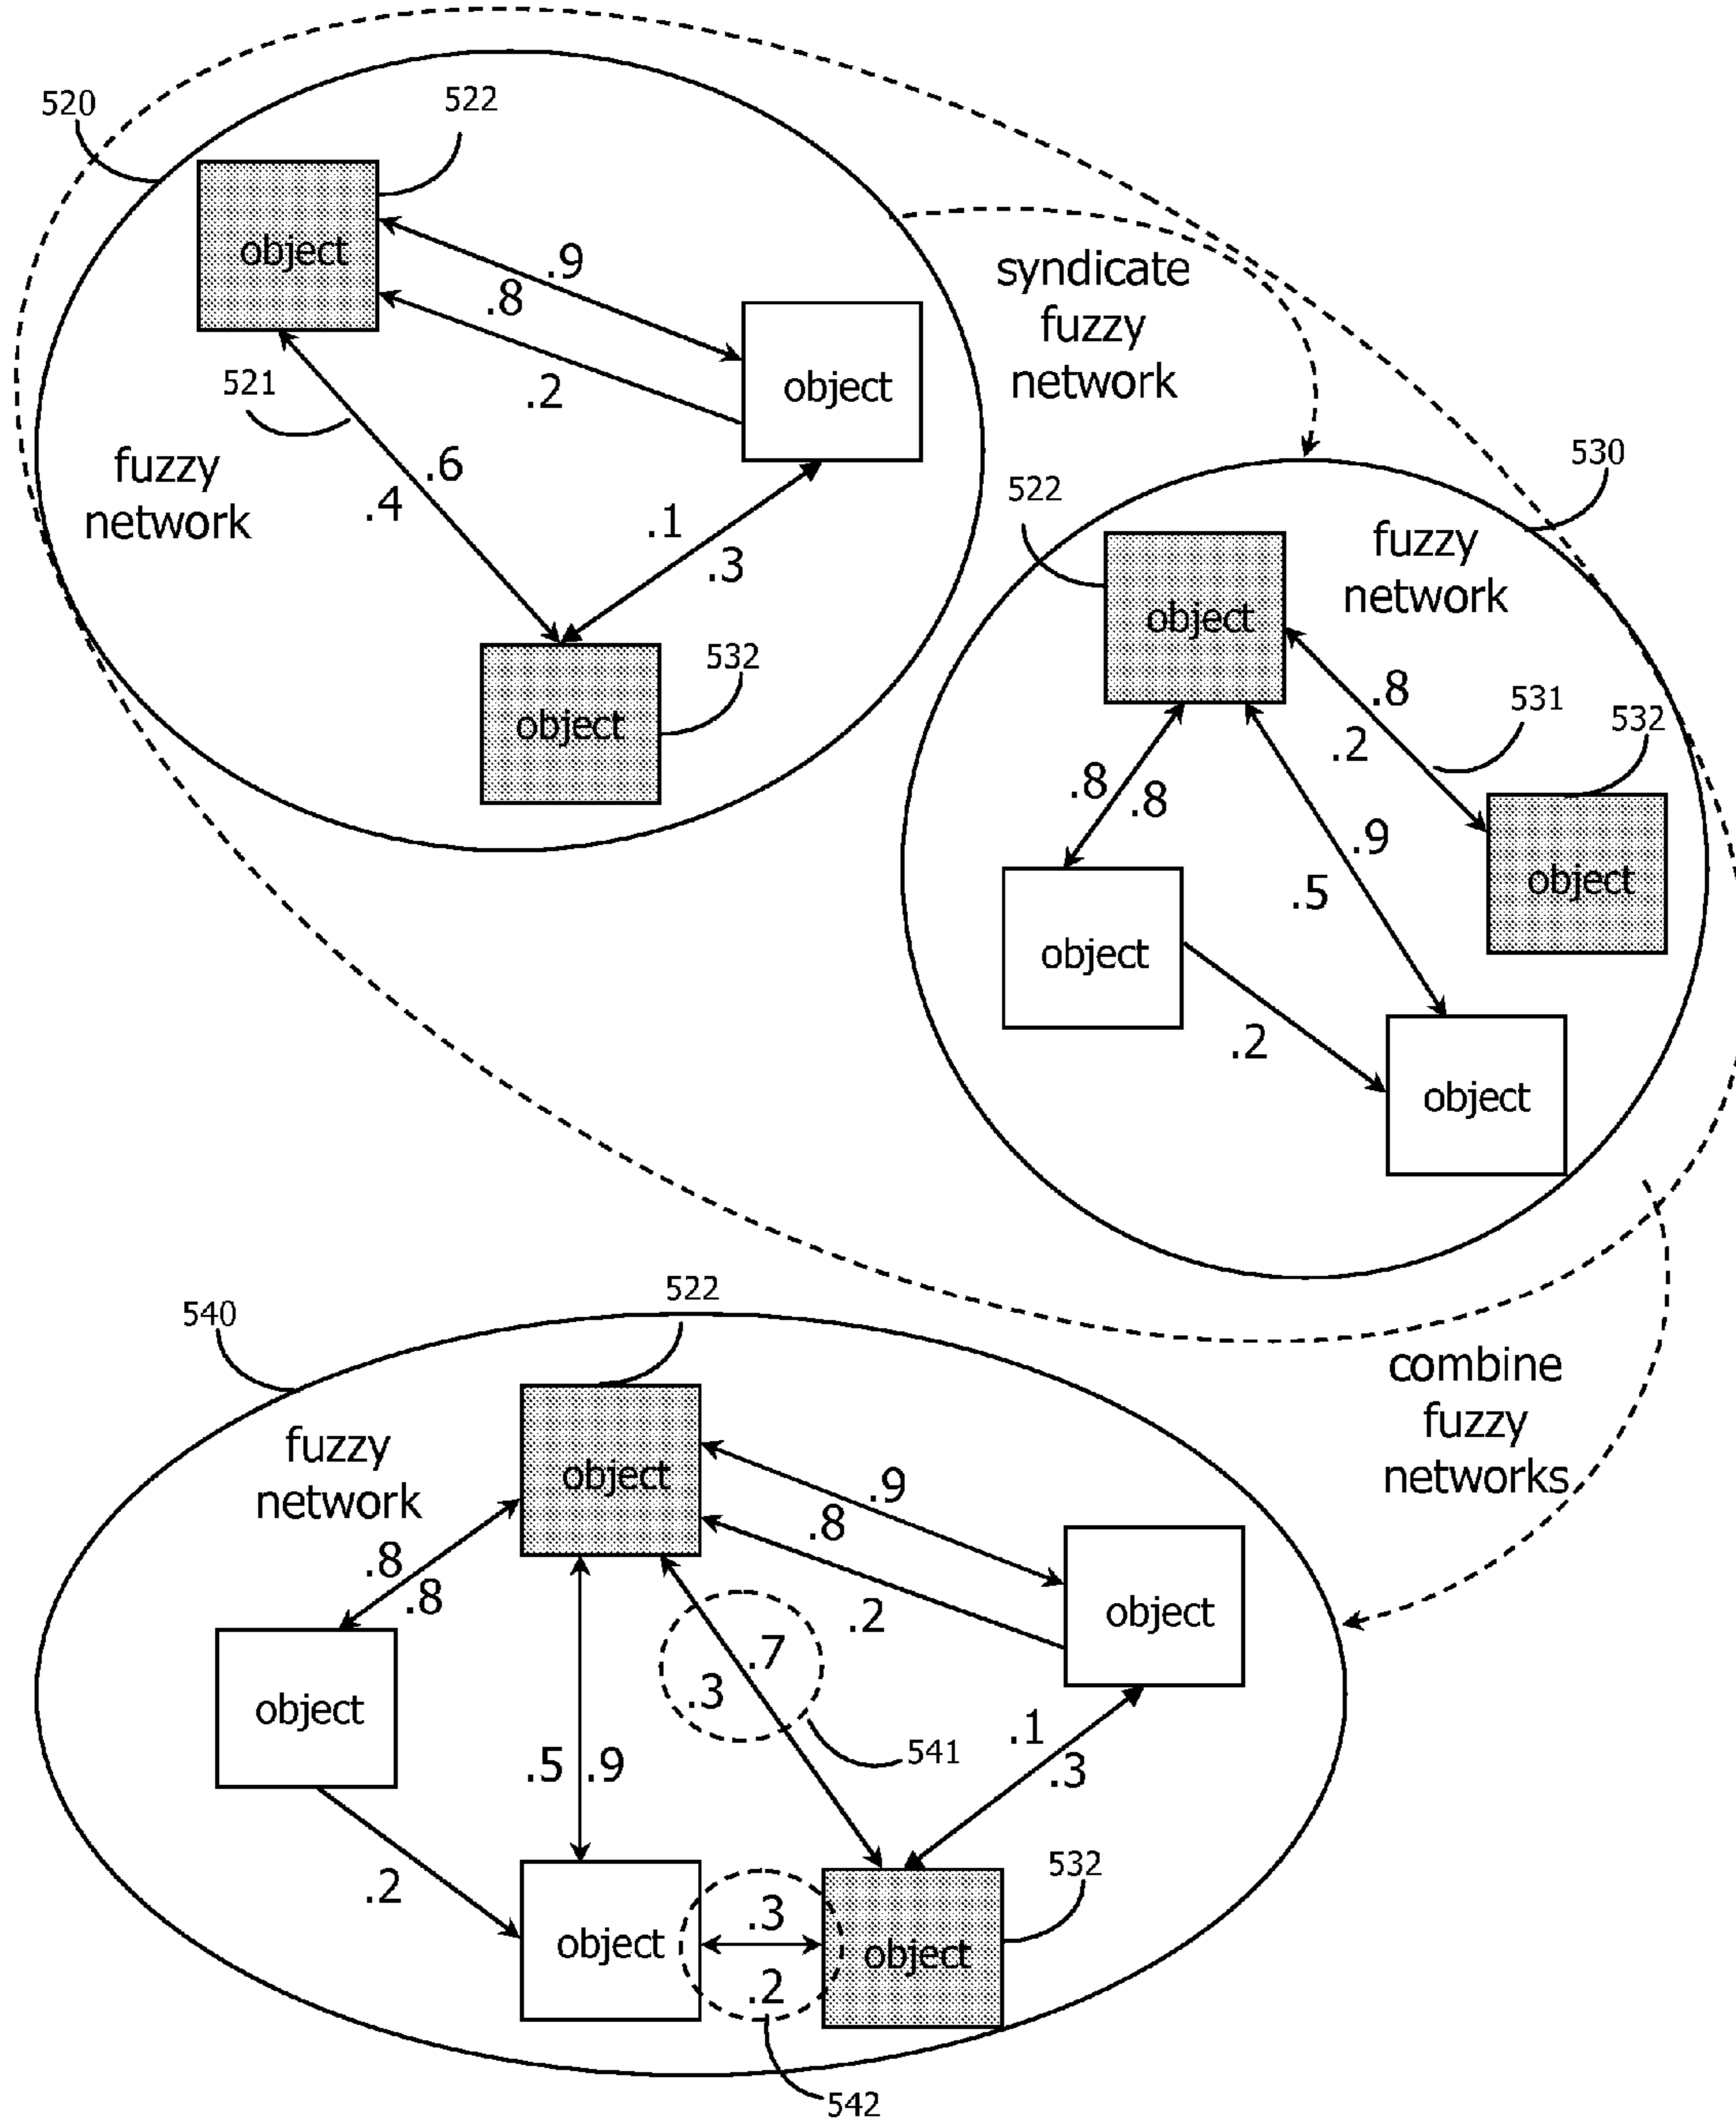 520
522
object
.9
.8
syndicate
fuzzy
network
object
521
.2
fuzzy
network
.6
.4
.1
.3
530
522
fuzzy
network
object
532
object
.8
531
532
.2
.8
.8
.9
.5
object
object
.2
object
540
522
combine
fuzzy
networks
fuzzy
network
object
.9
.8
.8
.8
.2
object
.7
.3
object
541
.1
.3
.5
.9
532
.2
.3
object
object
.2
542